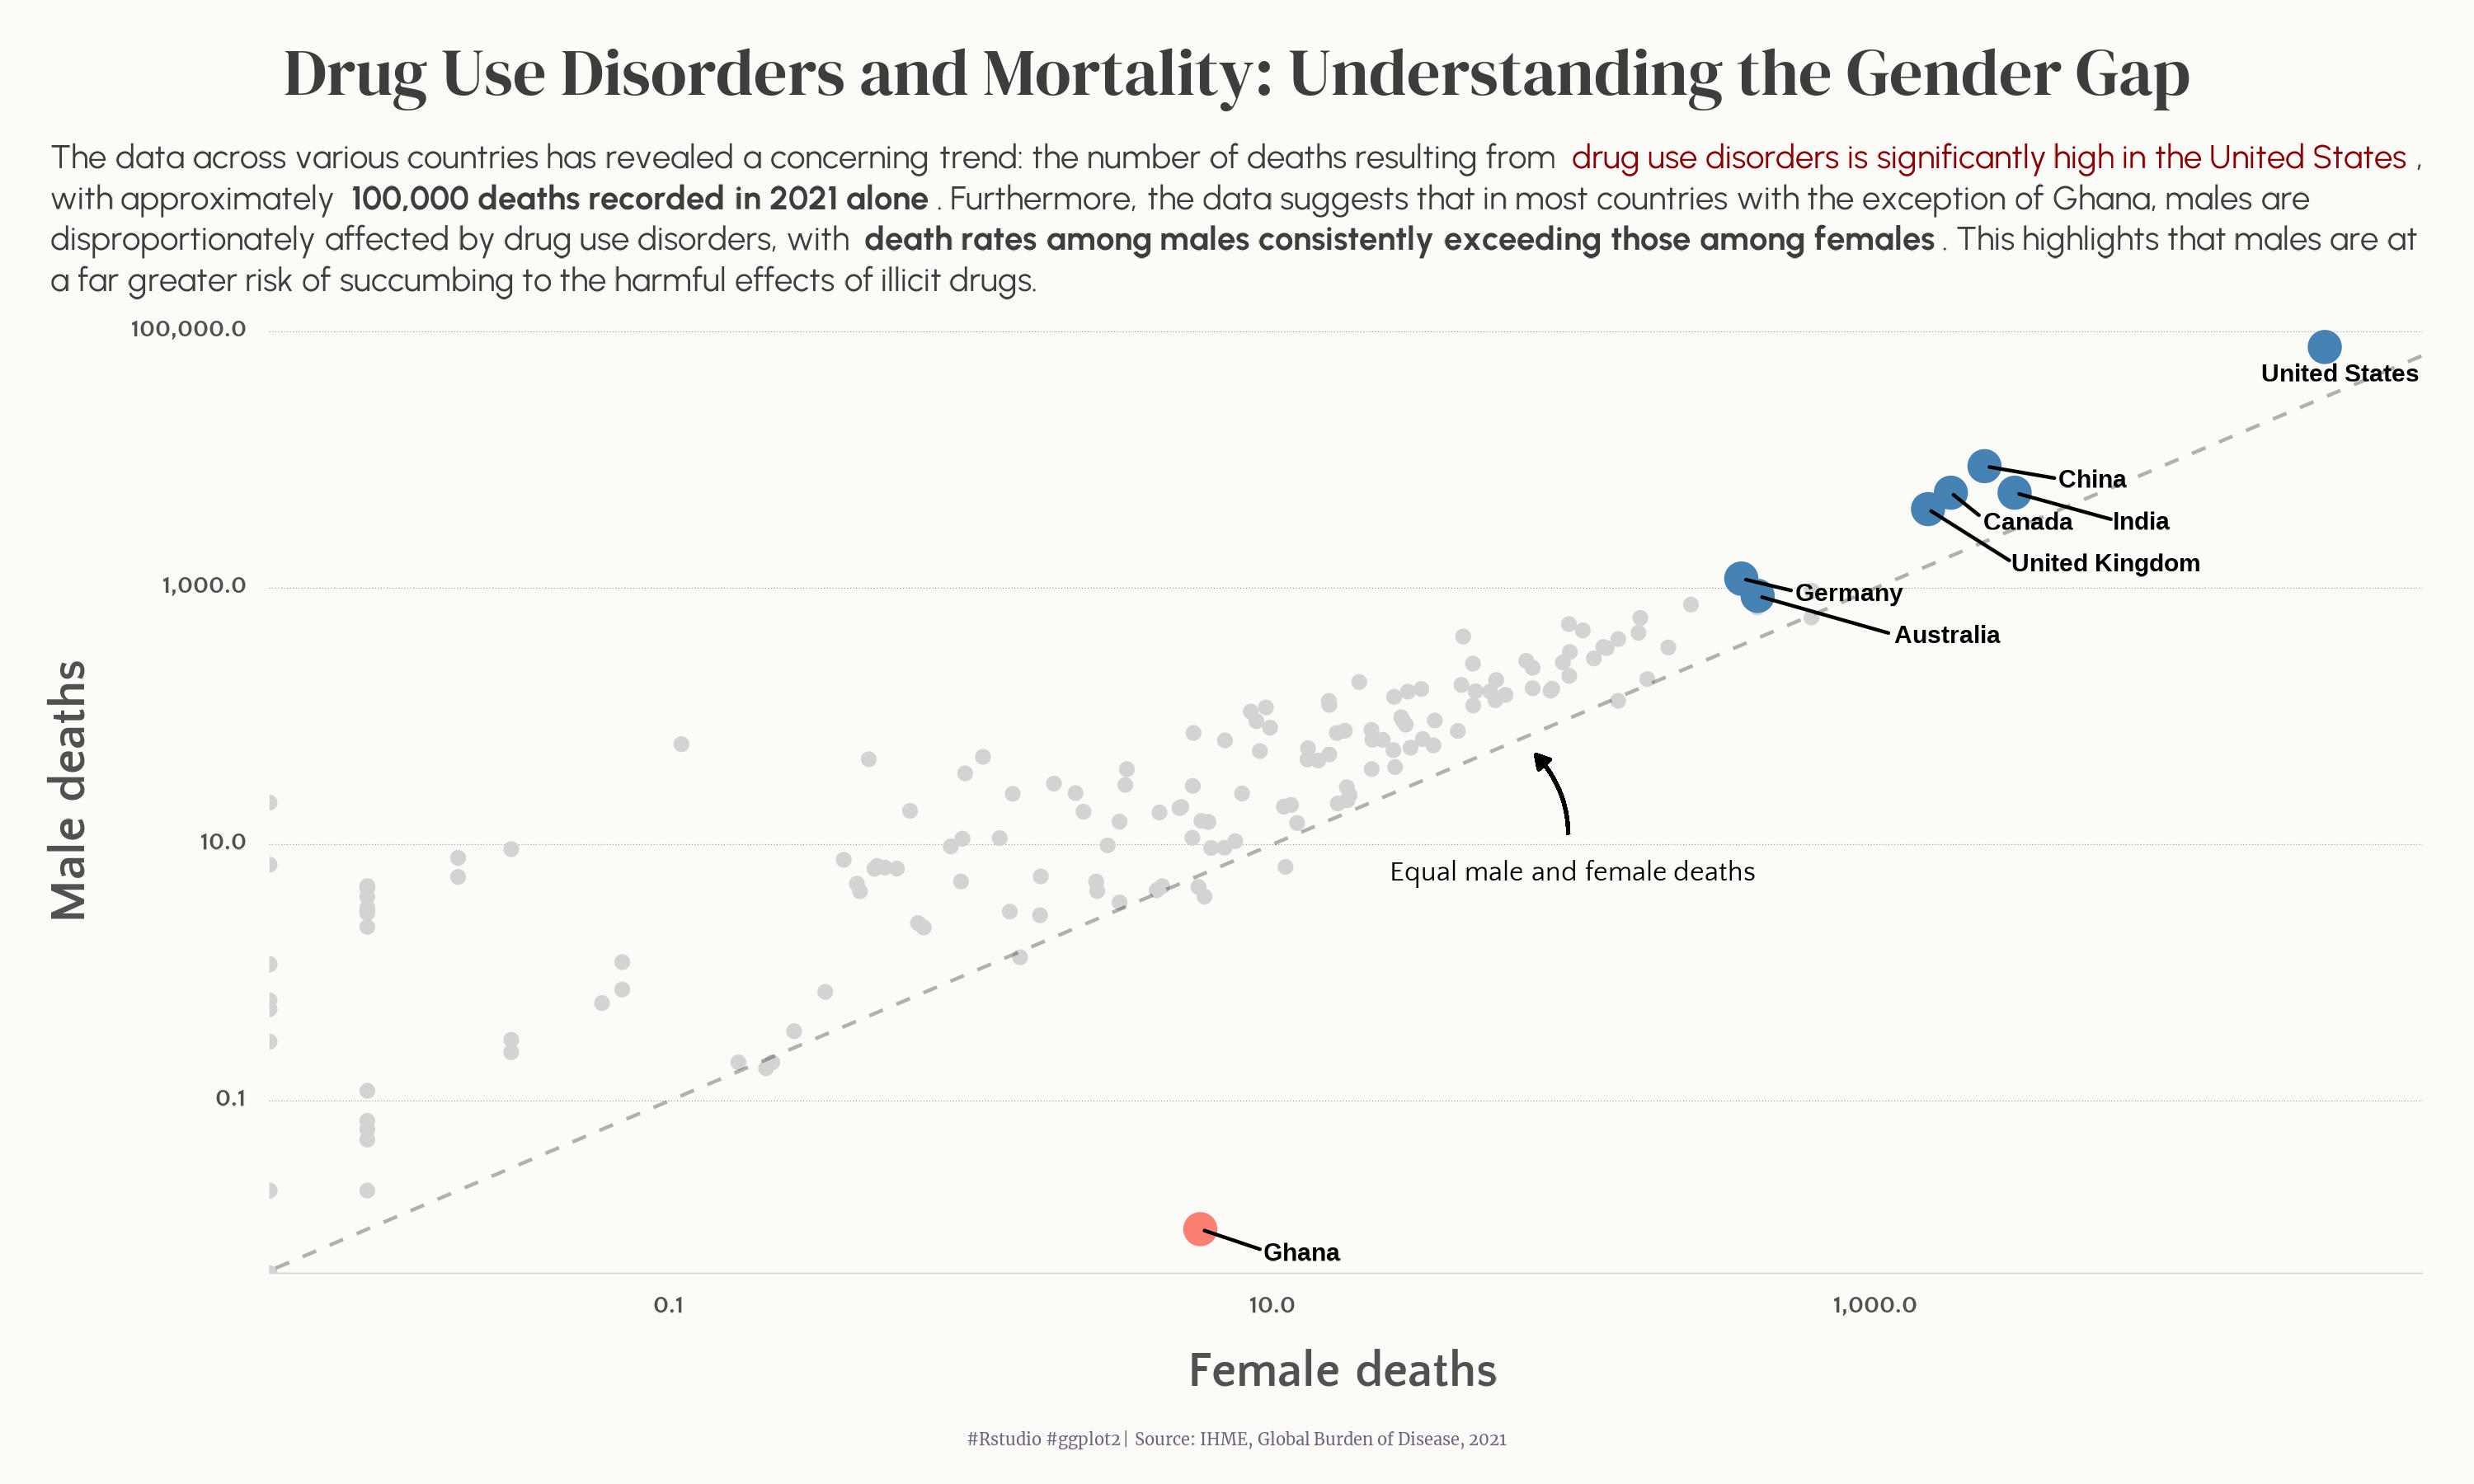 Drug Use Disorders and Mortality: Understanding the Gender Gap
The data across various countries has revealed a concerning trend: the number of deaths resulting from drug use disorders is significantly high in the United States ,
with approximately 100,000 deaths recorded in 2021 alone . Furthermore, the data suggests that in most countries with the exception of Ghana, males are
disproportionately affected by drug use disorders, with death rates among males consistently exceeding those among females . This highlights that males are at
a far greater risk of succumbing to the harmful effects of illicit drugs.
100,000.0
United States
China
Canada
India
United Kingdom
1,000.0
Germany
Australia
Male deaths
10.0
Equal male and female deaths
0.1
Ghana
0.1
10.0
1,000.0
Female deaths
#Rstudio #ggplot2| Source: IHME, Global Burden of Disease, 2021